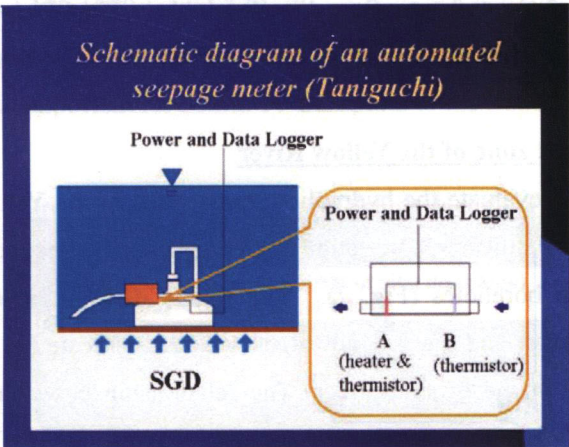 Schematic diagram of an automated
seepage meter (Taniguchi)
Power and Data Logger
Power and Data Logger
A
(heater &
thermistor)
B
(thermistor)
SGD